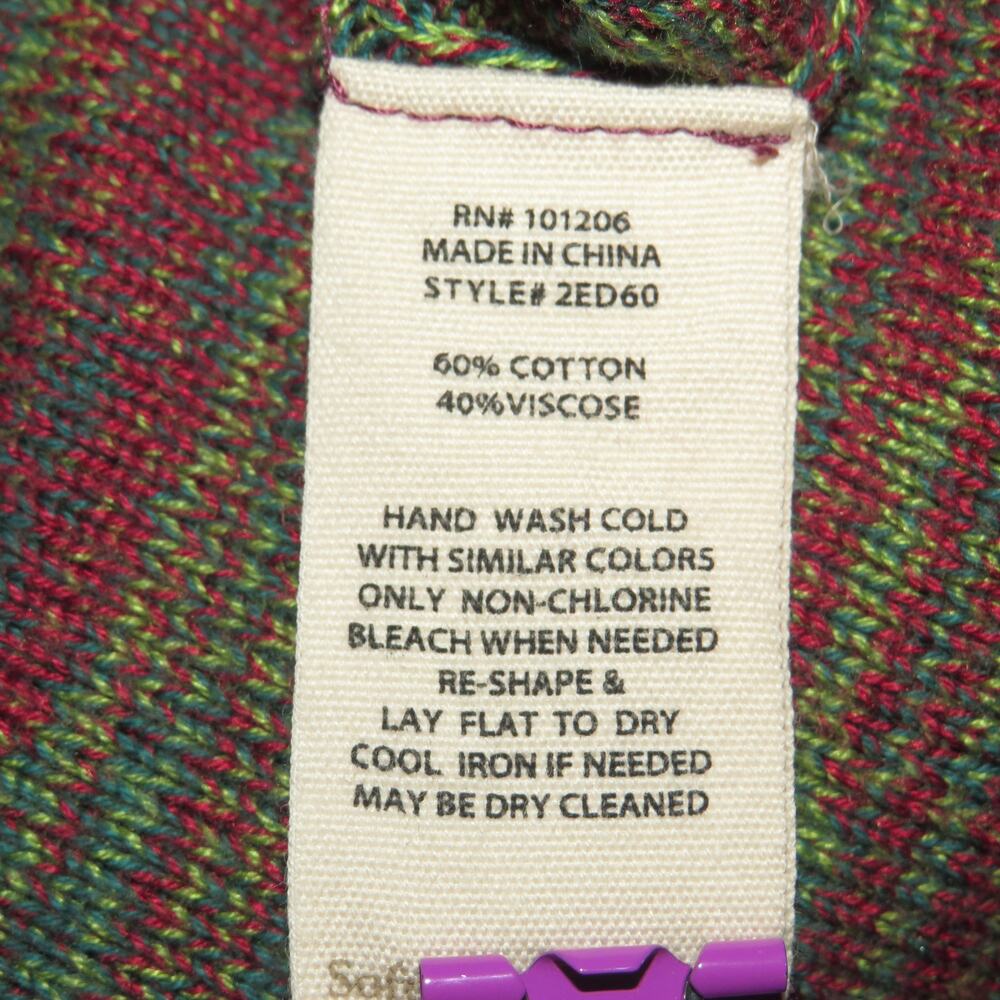 RN# 101206
MADE IN CHINA
STYLE# 2ED60
60% COTTON
40%VISCOSE
HAND WASH COLD
WITH SIMILAR COLORS
ONLY NON-CHLORINE
BLEACH WHEN NEEDED
RE-SHAPE &
LAY FLAT TO DRY
COOL IRON IF NEEDED
MAY BE DRY CLEANED